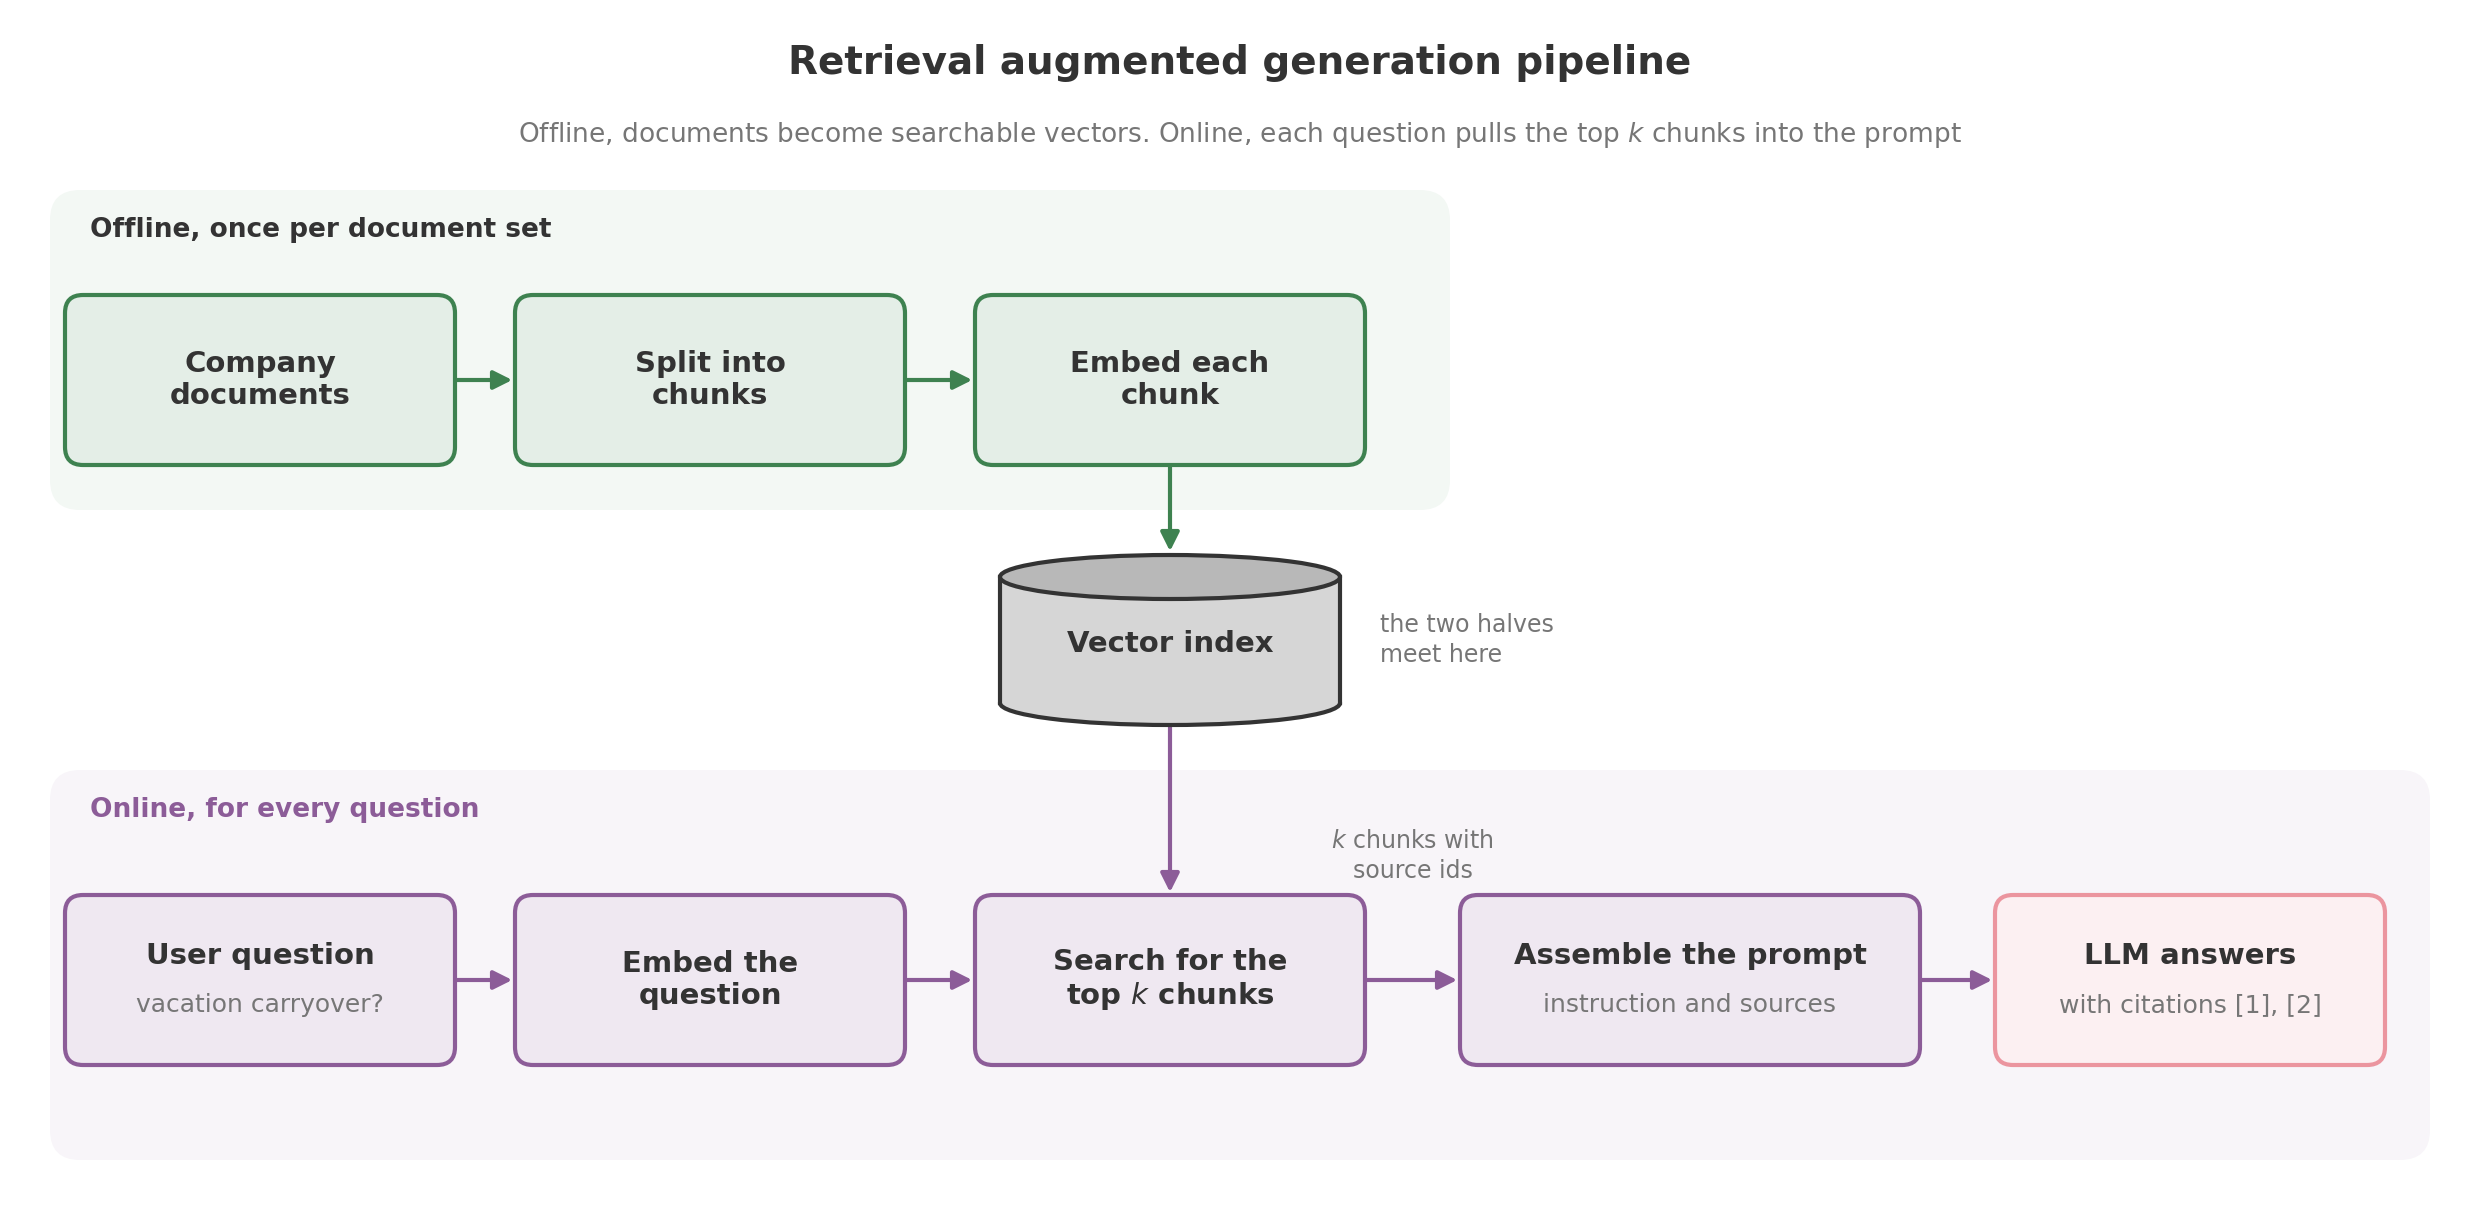 Retrieval augmented generation pipeline
Offline, documents become searchable vectors. Online, each question pulls the top k chunks into the prompt
Offline, once per document set
Company
documents
Split into
chunks
Embed each
chunk
Vector index
the two halves
meet here
Online, for every question
k chunks with
source ids
User question
vacation carryover?
Embed the
question
Search for the
top k chunks
Assemble the prompt
instruction and sources
LLM answers
with citations [1], [2]